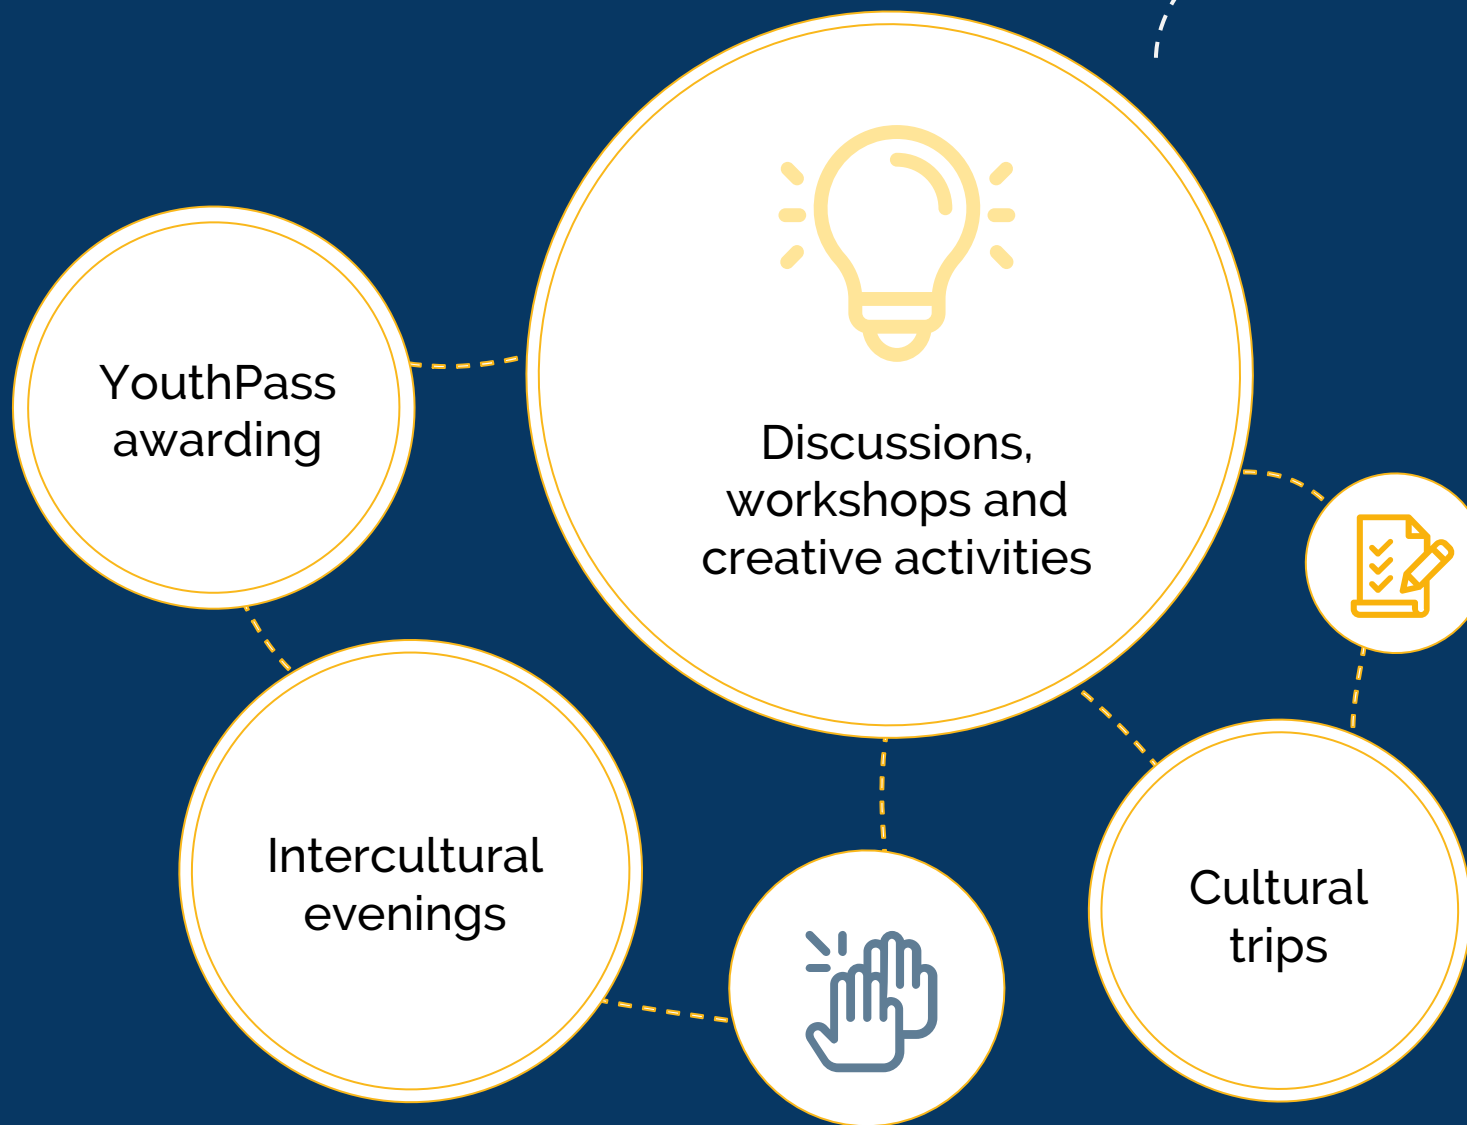 Discussions,
workshops and
creative activities
YouthPass
awarding
Intercultural
evenings
Cultural
trips